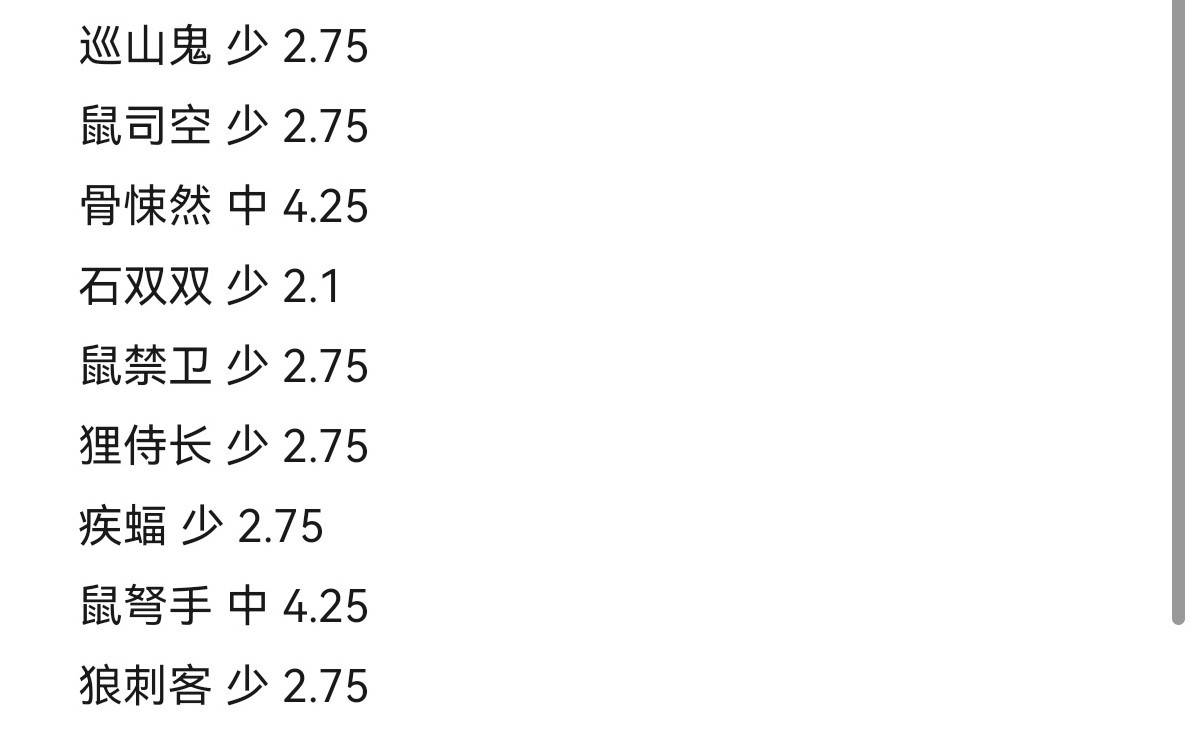 巡山鬼 少 2.75
鼠司空 少 2.75
骨悚然 中 4.25
石双双 少 2.1
鼠禁卫 少 2.75
狸侍长 少 2.75
疾蝠 少 2.75
鼠弩手 中 4.25
狼刺客 少 2.75